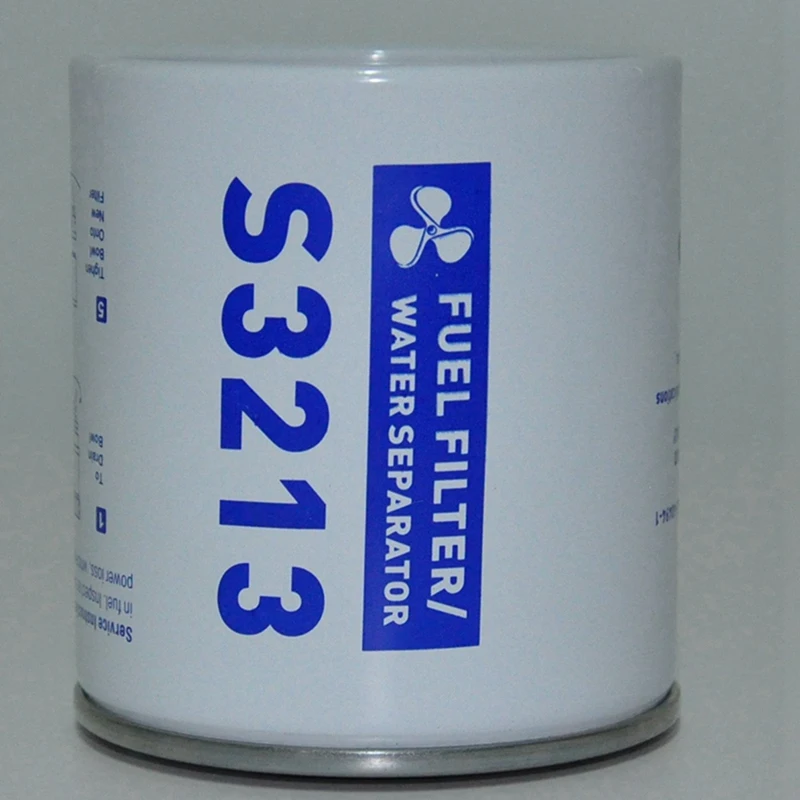 FUEL FILTER/
WATER SEPARATOR
S3213
5
Tighten
Bowl
Onto
New
Filter
1
To
Drain
Bowl
Service
in fuel.
power loss,